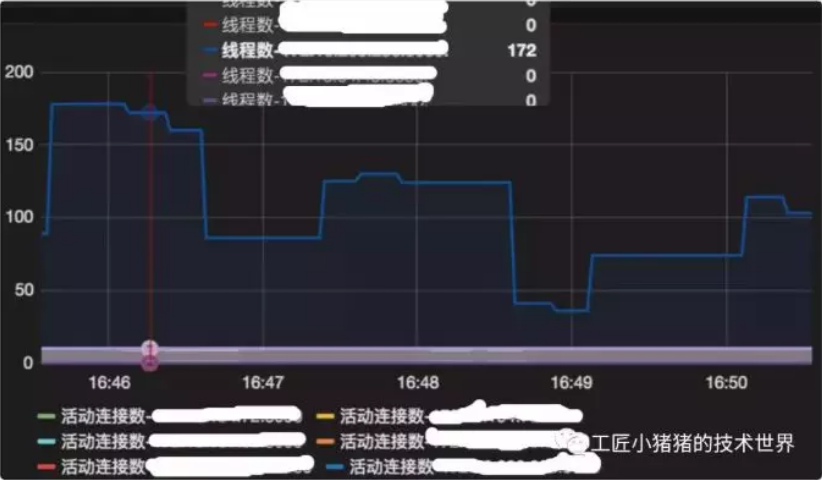 线程数- 0
线程数- 0
线程数- 172
线程数- 0
线程数- 0
200
150
100
50
0
16:46 16:47 16:48 16:49 16:50
活动连接数- 活动连接数-
活动连接数- 活动连接数-
工匠小猪猪的技术世界
活动连接数- 活动连接数